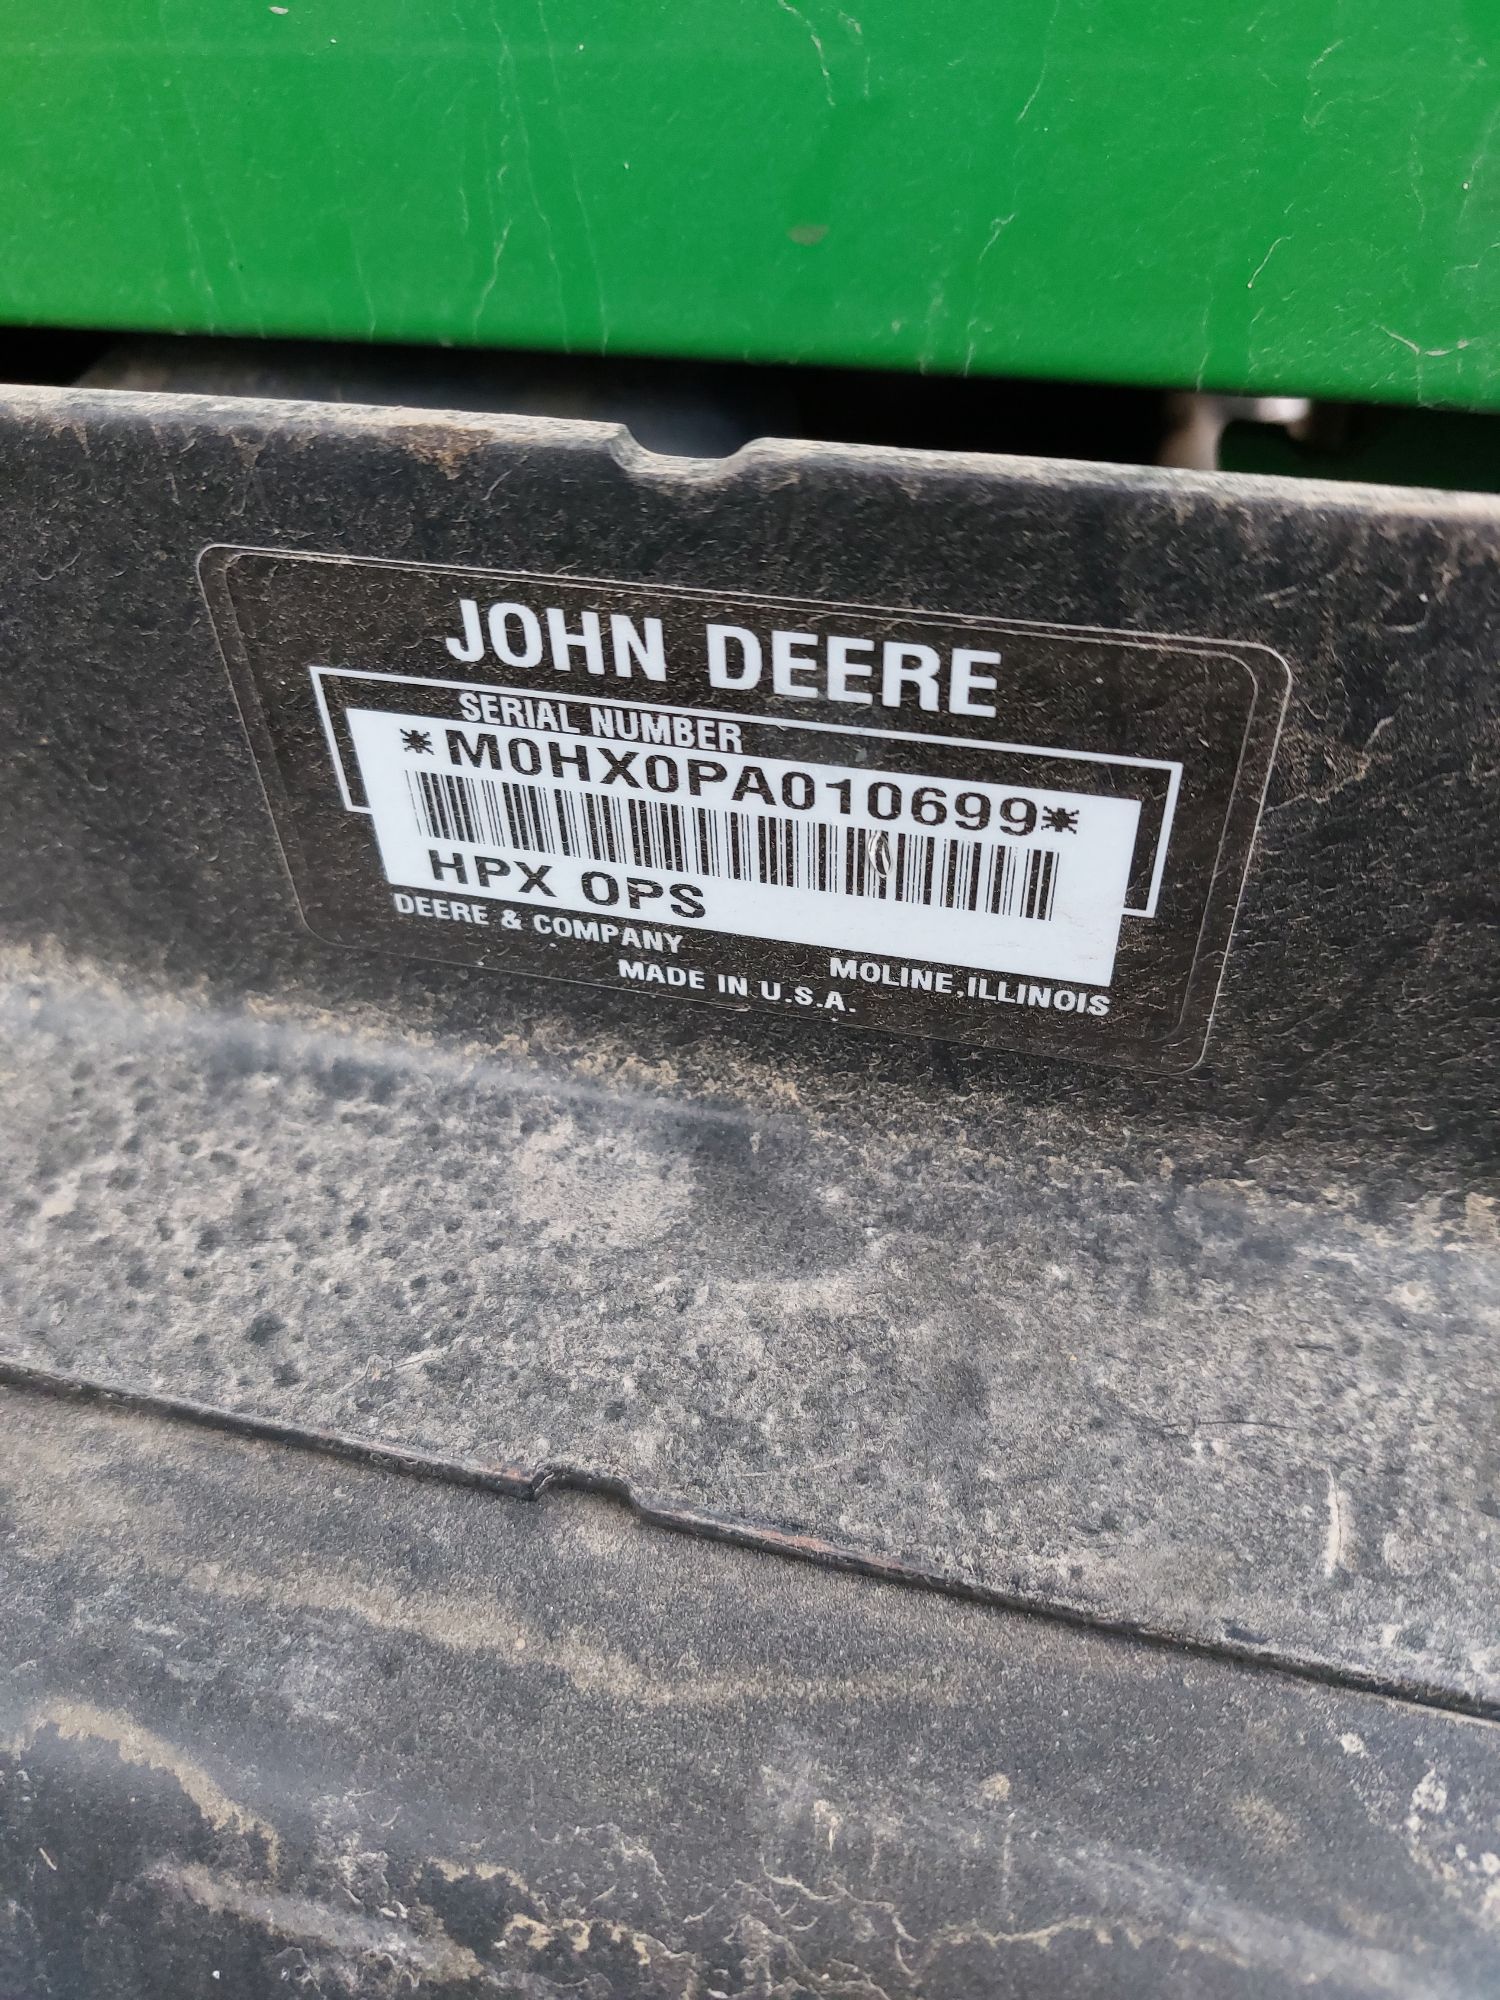 JOHN DEERE
SERIAL NUMBER
*M0HX0PA010699*
HPX OPS
DEERE & COMPANY MOLINE, ILLINOIS
MADE IN U.S.A.